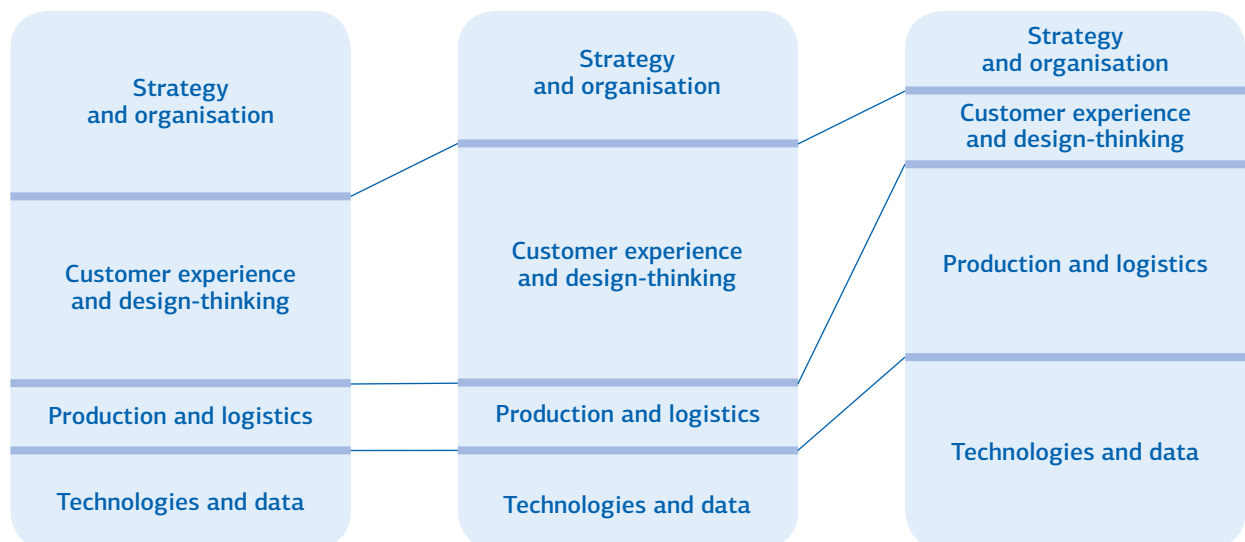 Strategy
and organisation
Customer experience
and design-thinking
Production and logistics
Technologies and data
Strategy
and organisation
Customer experience
and design-thinking
Production and logistics
Technologies and data
Strategy
and organisation
Customer experience
and design-thinking
Production and logistics
Technologies and data